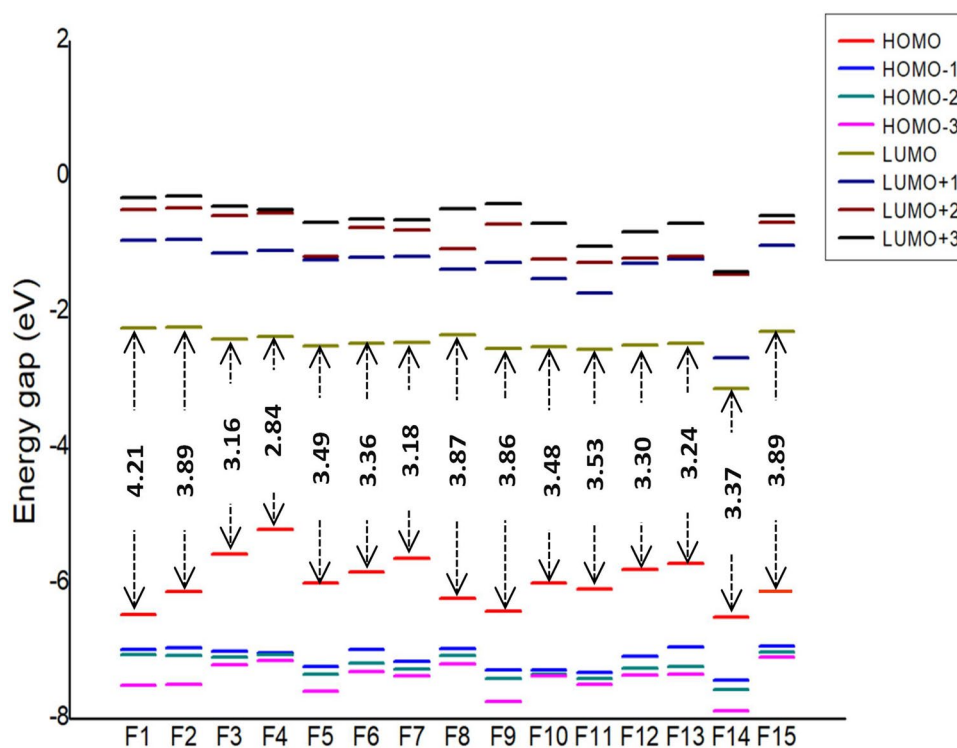 2
0
-2
-4
-6
-8
Energy gap (eV)
HOMO
HOMO-1
HOMO-2
HOMO-3
LUMO
LUMO+1
LUMO+2
LUMO+3
4.21
3.89
3.16
2.84
3.49
3.36
3.18
3.87
3.86
3.48
3.53
3.30
3.24
3.37
3.89
F1 F2 F3 F4 F5 F6 F7 F8 F9 F10 F11 F12 F13 F14 F15